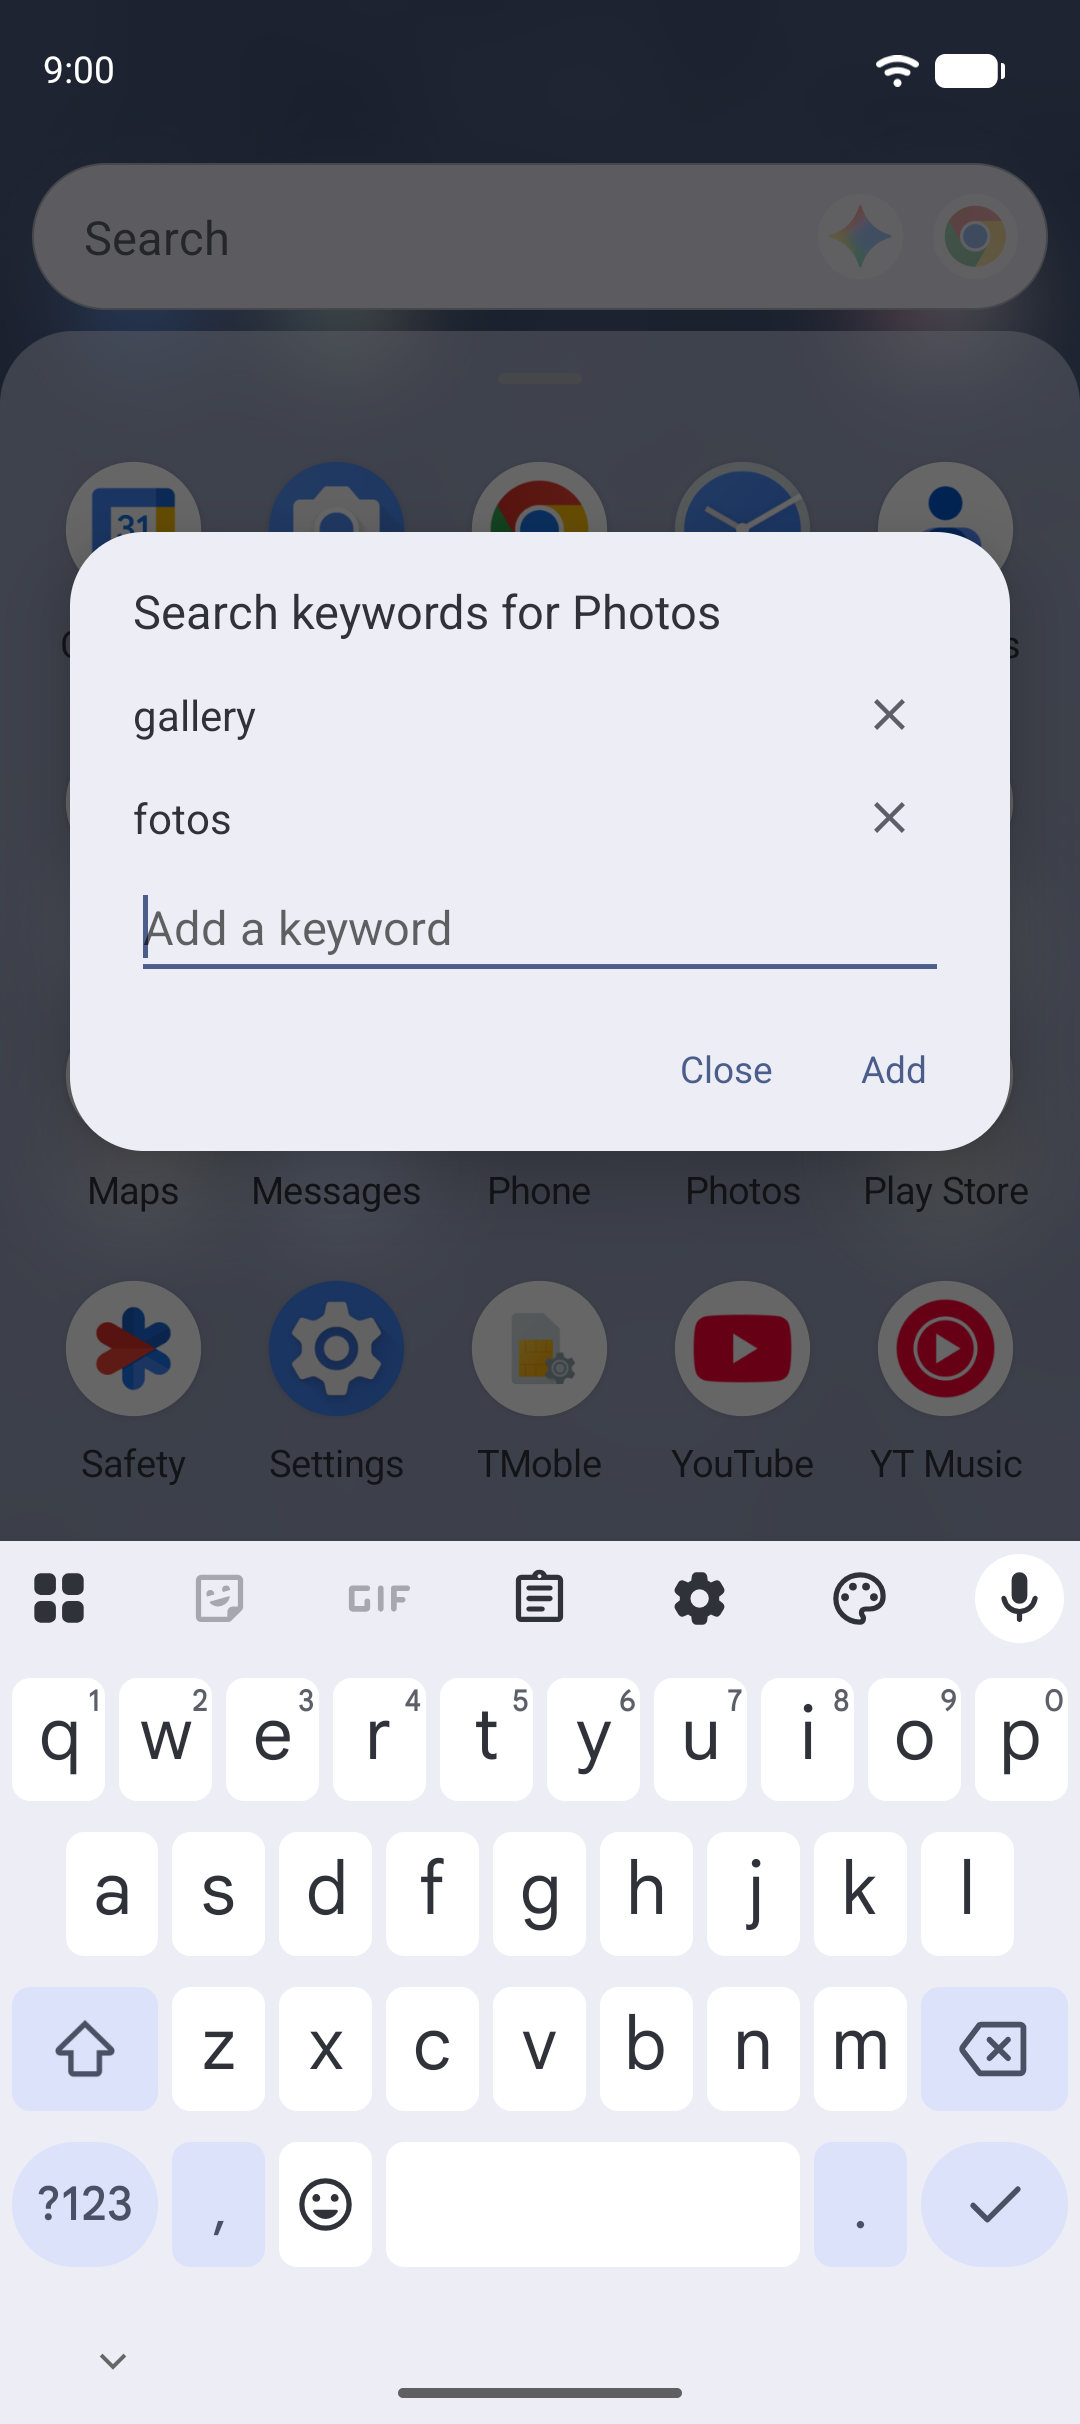 9:00
Search
31
Search keywords for Photos
gallery
fotos
Add a keyword
Close
Add
Maps
Messages
Phone
Photos
Play Store
Safety
Settings
TMoble
YouTube
YT Music
GIF
q 1 w 2 e 3 r 4 t 5 y 6 u 7 i 8 o 9 p 0
a s d f g h j k l
z x c v b n m
?123 , .